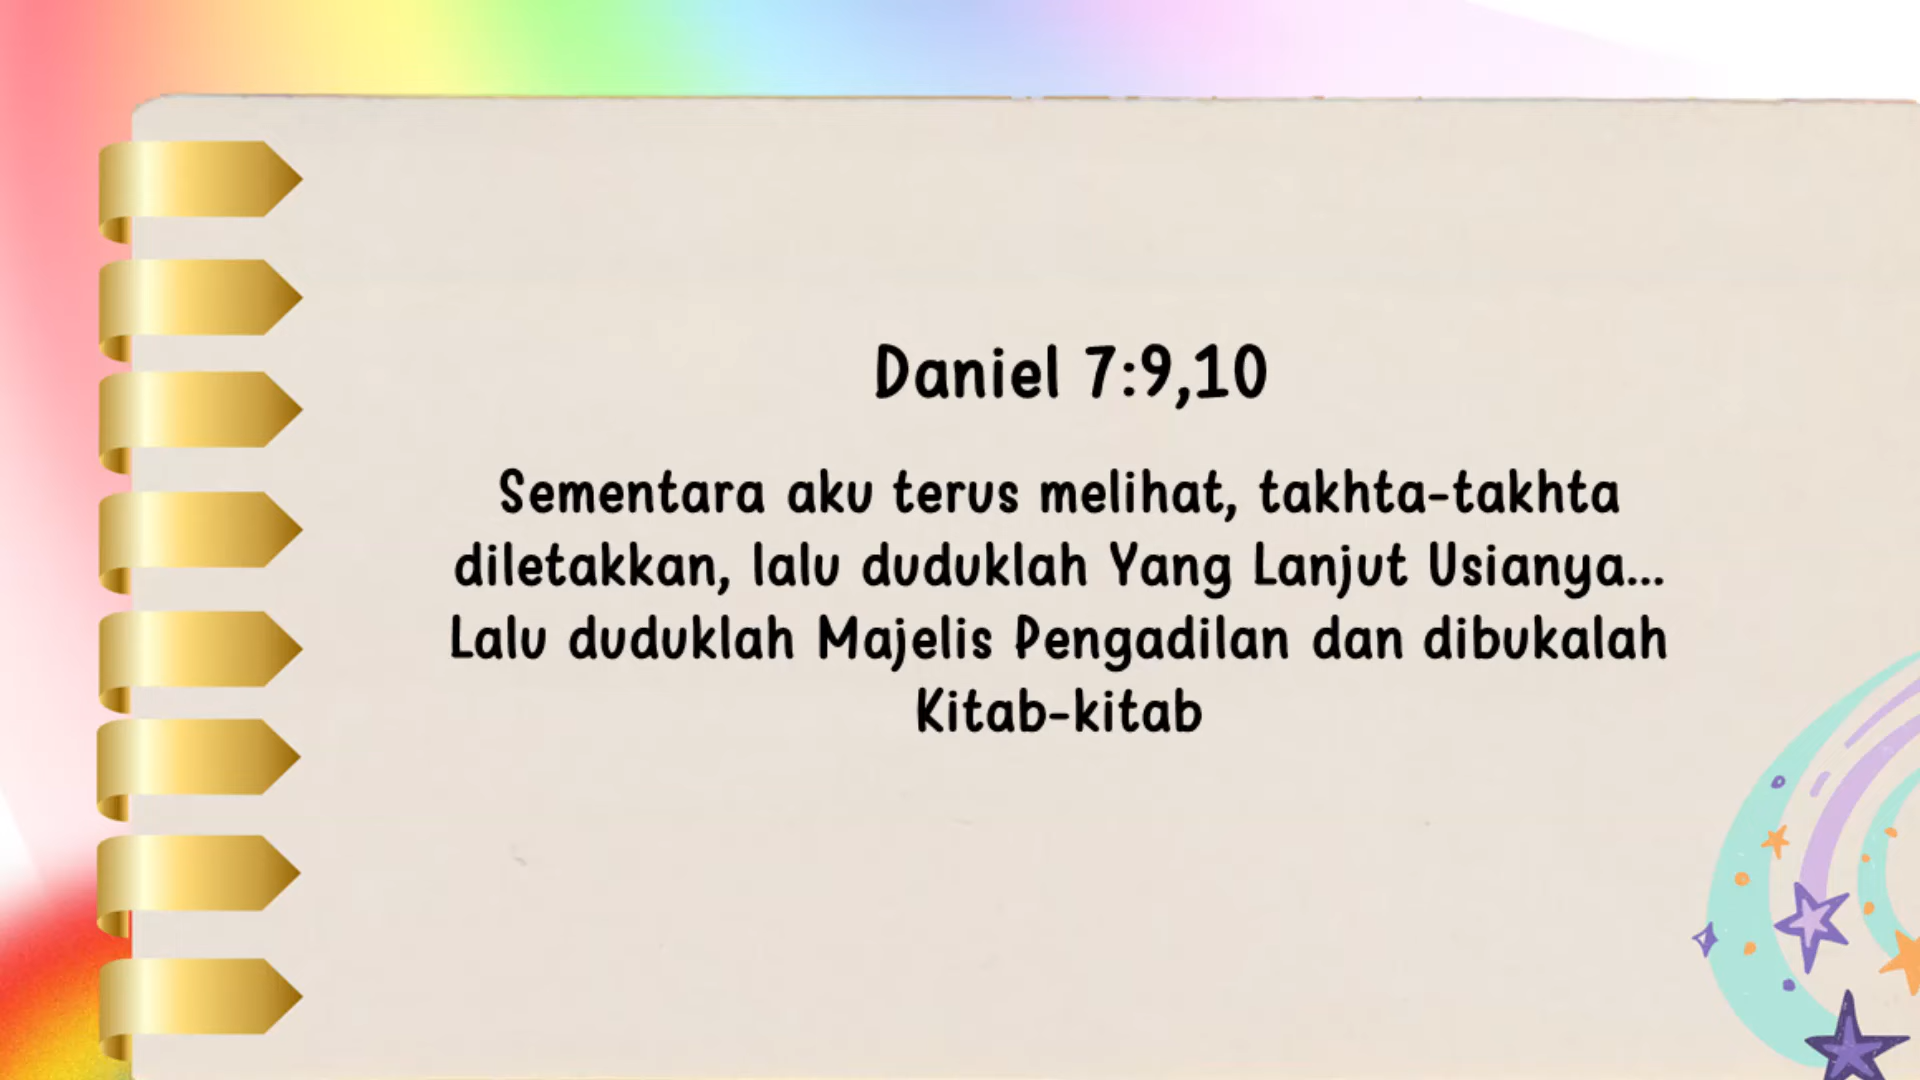 Daniel 7:9,10
Sementara aku terus melihat, takhta-takhta
diletakkan, lalu duduklah Yang Lanjut Usianya...
Lalu duduklah Majelis Pengadilan dan dibukalah
Kitab-kitab